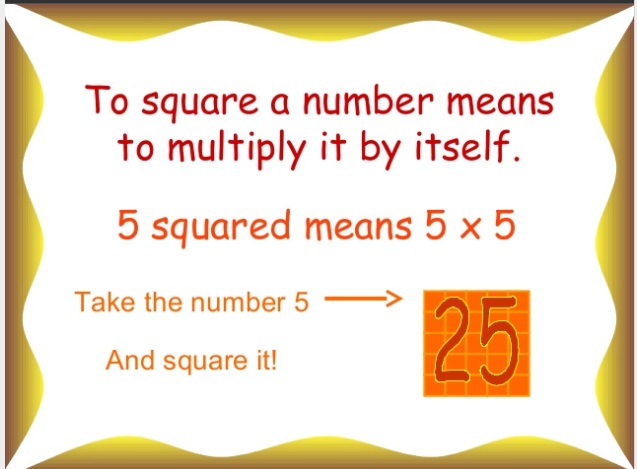 To square a number means
to multiply it by itself.
5 squared means 5 x 5
Take the number 5
25
And square it!